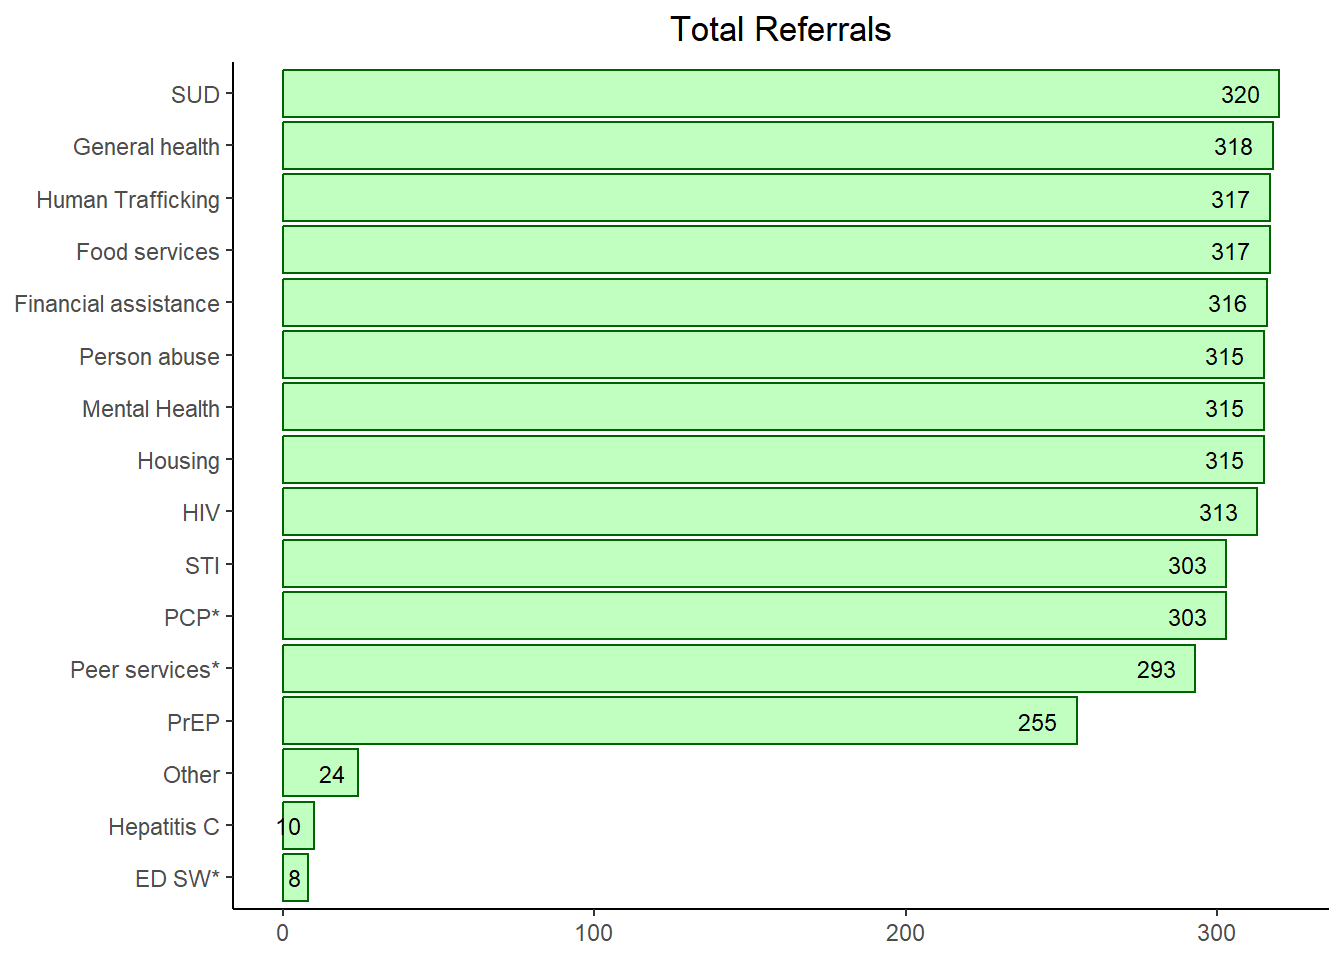 Total Referrals
SUD 320
General health 318
Human Trafficking 317
Food services 317
Financial assistance 316
Person abuse 315
Mental Health 315
Housing 315
HIV 313
STI 303
PCP* 303
Peer services* 293
PrEP 255
Other 24
Hepatitis C 10
ED SW* 8
0 100 200 300